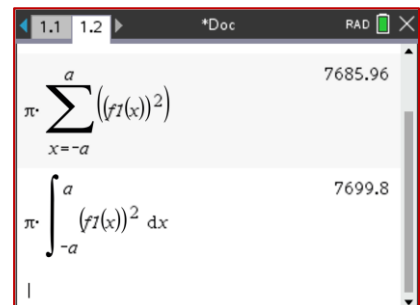 1.1 1.2 *Doc RAD
a
π· ∑ ((f1(x))²) 7685.96
x=-a
a
π· ∫ (f1(x))² dx 7699.8
-a